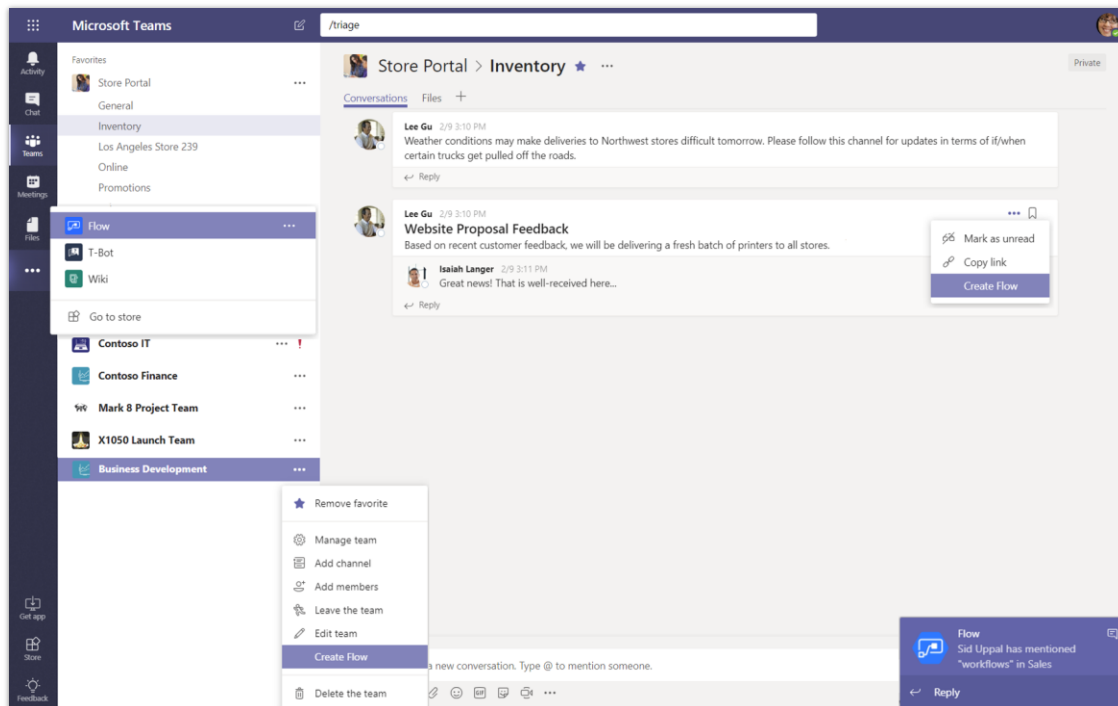 Microsoft Teams
/triage
Activity
Chat
Teams
Meetings
Files
Get app
Store
Feedback
Favorites
Store Portal
General
Inventory
Los Angeles Store 239
Online
Promotions
Flow
T-Bot
Wiki
Go to store
Contoso IT
Contoso Finance
Mark 8 Project Team
X1050 Launch Team
Business Development
Remove favorite
Manage team
Add channel
Add members
Leave the team
Edit team
Create Flow
Delete the team
Store Portal > Inventory
Private
Conversations Files +
Lee Gu 2/9 3:10 PM
Weather conditions may make deliveries to Northwest stores difficult tomorrow. Please follow this channel for updates in terms of if/when
certain trucks get pulled off the roads.
Reply
Lee Gu 2/9 3:10 PM
Website Proposal Feedback
Based on recent customer feedback, we will be delivering a fresh batch of printers to all stores.
Isaiah Langer 2/9 3:11 PM
Great news! That is well-received here...
Reply
Mark as unread
Copy link
Create Flow
a new conversation. Type @ to mention someone.
GIF
Flow
Sid Uppal has mentioned
"workflows" in Sales
Reply